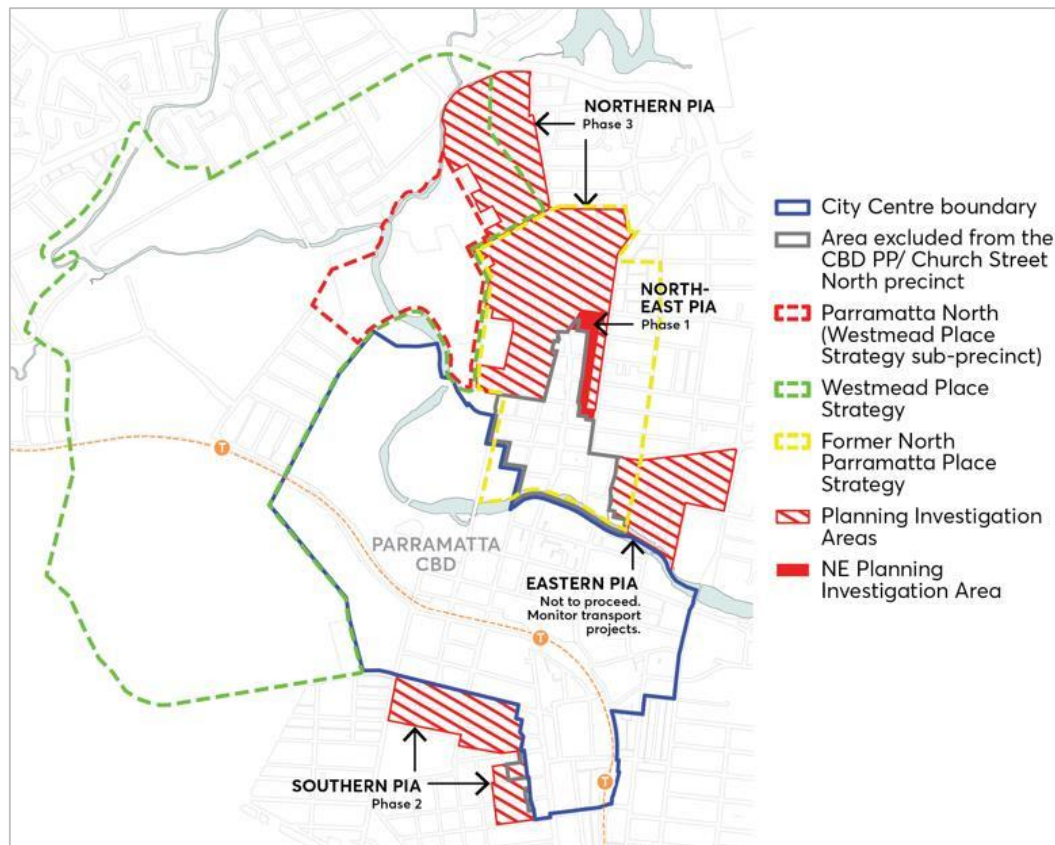 NORTHERN PIA
Phase 3
NORTH-
EAST PIA
Phase 1
PARRAMATTA
CBD
EASTERN PIA
Not to proceed.
Monitor transport
projects.
SOUTHERN PIA
Phase 2
T
T
T
City Centre boundary
Area excluded from the
CBD PP/ Church Street
North precinct
Parramatta North
(Westmead Place
Strategy sub-precinct)
Westmead Place
Strategy
Former North
Parramatta Place
Strategy
Planning Investigation
Areas
NE Planning
Investigation Area